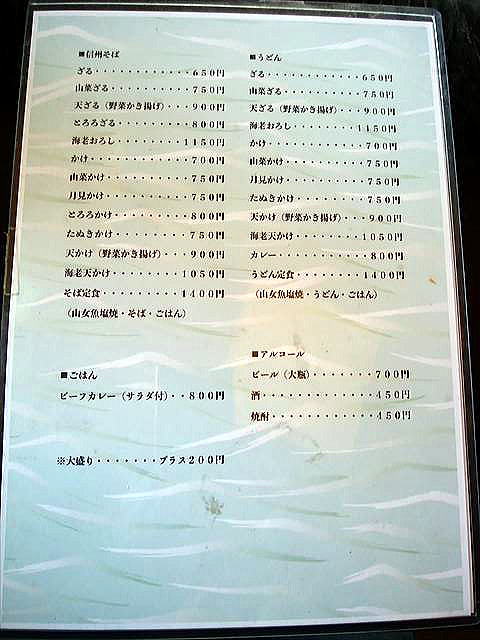 ■信州そば
ざる・・・・・・・・・・・・６５０円
山菜ざる・・・・・・・・・・７５０円
天ざる（野菜かき揚げ）・・・９００円
とろろざる・・・・・・・・・８００円
海老おろし・・・・・・・・１１５０円
かけ・・・・・・・・・・・・７００円
山菜かけ・・・・・・・・・・７５０円
月見かけ・・・・・・・・・・７５０円
とろろかけ・・・・・・・・・８００円
たぬきかけ・・・・・・・・・７５０円
天かけ（野菜かき揚げ）・・・９００円
海老天かけ・・・・・・・・１０５０円
そば定食・・・・・・・・・１４００円
（山女魚塩焼・そば・ごはん）
■ごはん
ビーフカレー（サラダ付）・・８００円
※大盛り・・・・・・・プラス２００円
■うどん
ざる・・・・・・・・・・・・６５０円
山菜ざる・・・・・・・・・・７５０円
天ざる（野菜かき揚げ）・・・９００円
海老おろし・・・・・・・・１１５０円
かけ・・・・・・・・・・・・７００円
山菜かけ・・・・・・・・・・７５０円
月見かけ・・・・・・・・・・７５０円
たぬきかけ・・・・・・・・・７５０円
天かけ（野菜かき揚げ）・・・９００円
海老天かけ・・・・・・・・１０５０円
カレー・・・・・・・・・・・８００円
うどん定食・・・・・・・・１４００円
（山女魚塩焼・うどん・ごはん）
■アルコール
ビール（大瓶）・・・・・・・７００円
酒・・・・・・・・・・・・・４５０円
焼酎・・・・・・・・・・・・４５０円